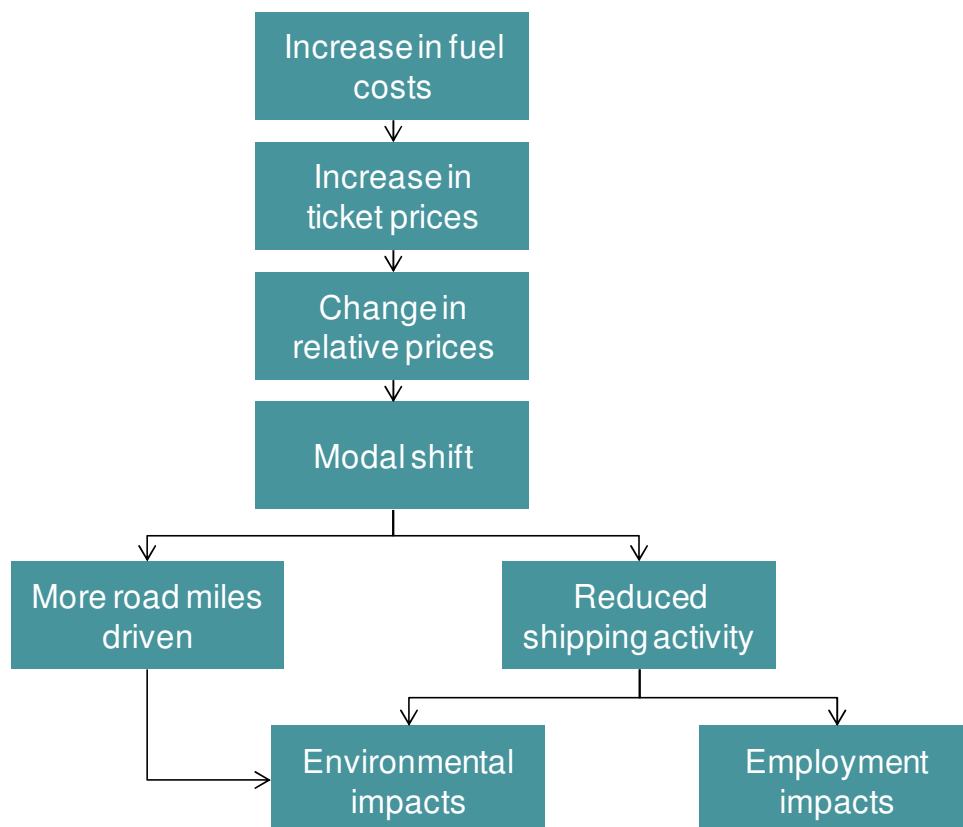 Increase in fuel
costs
Increase in
ticket prices
Change in
relative prices
Modal shift
More road miles
driven
Reduced
shipping activity
Environmental
impacts
Employment
impacts